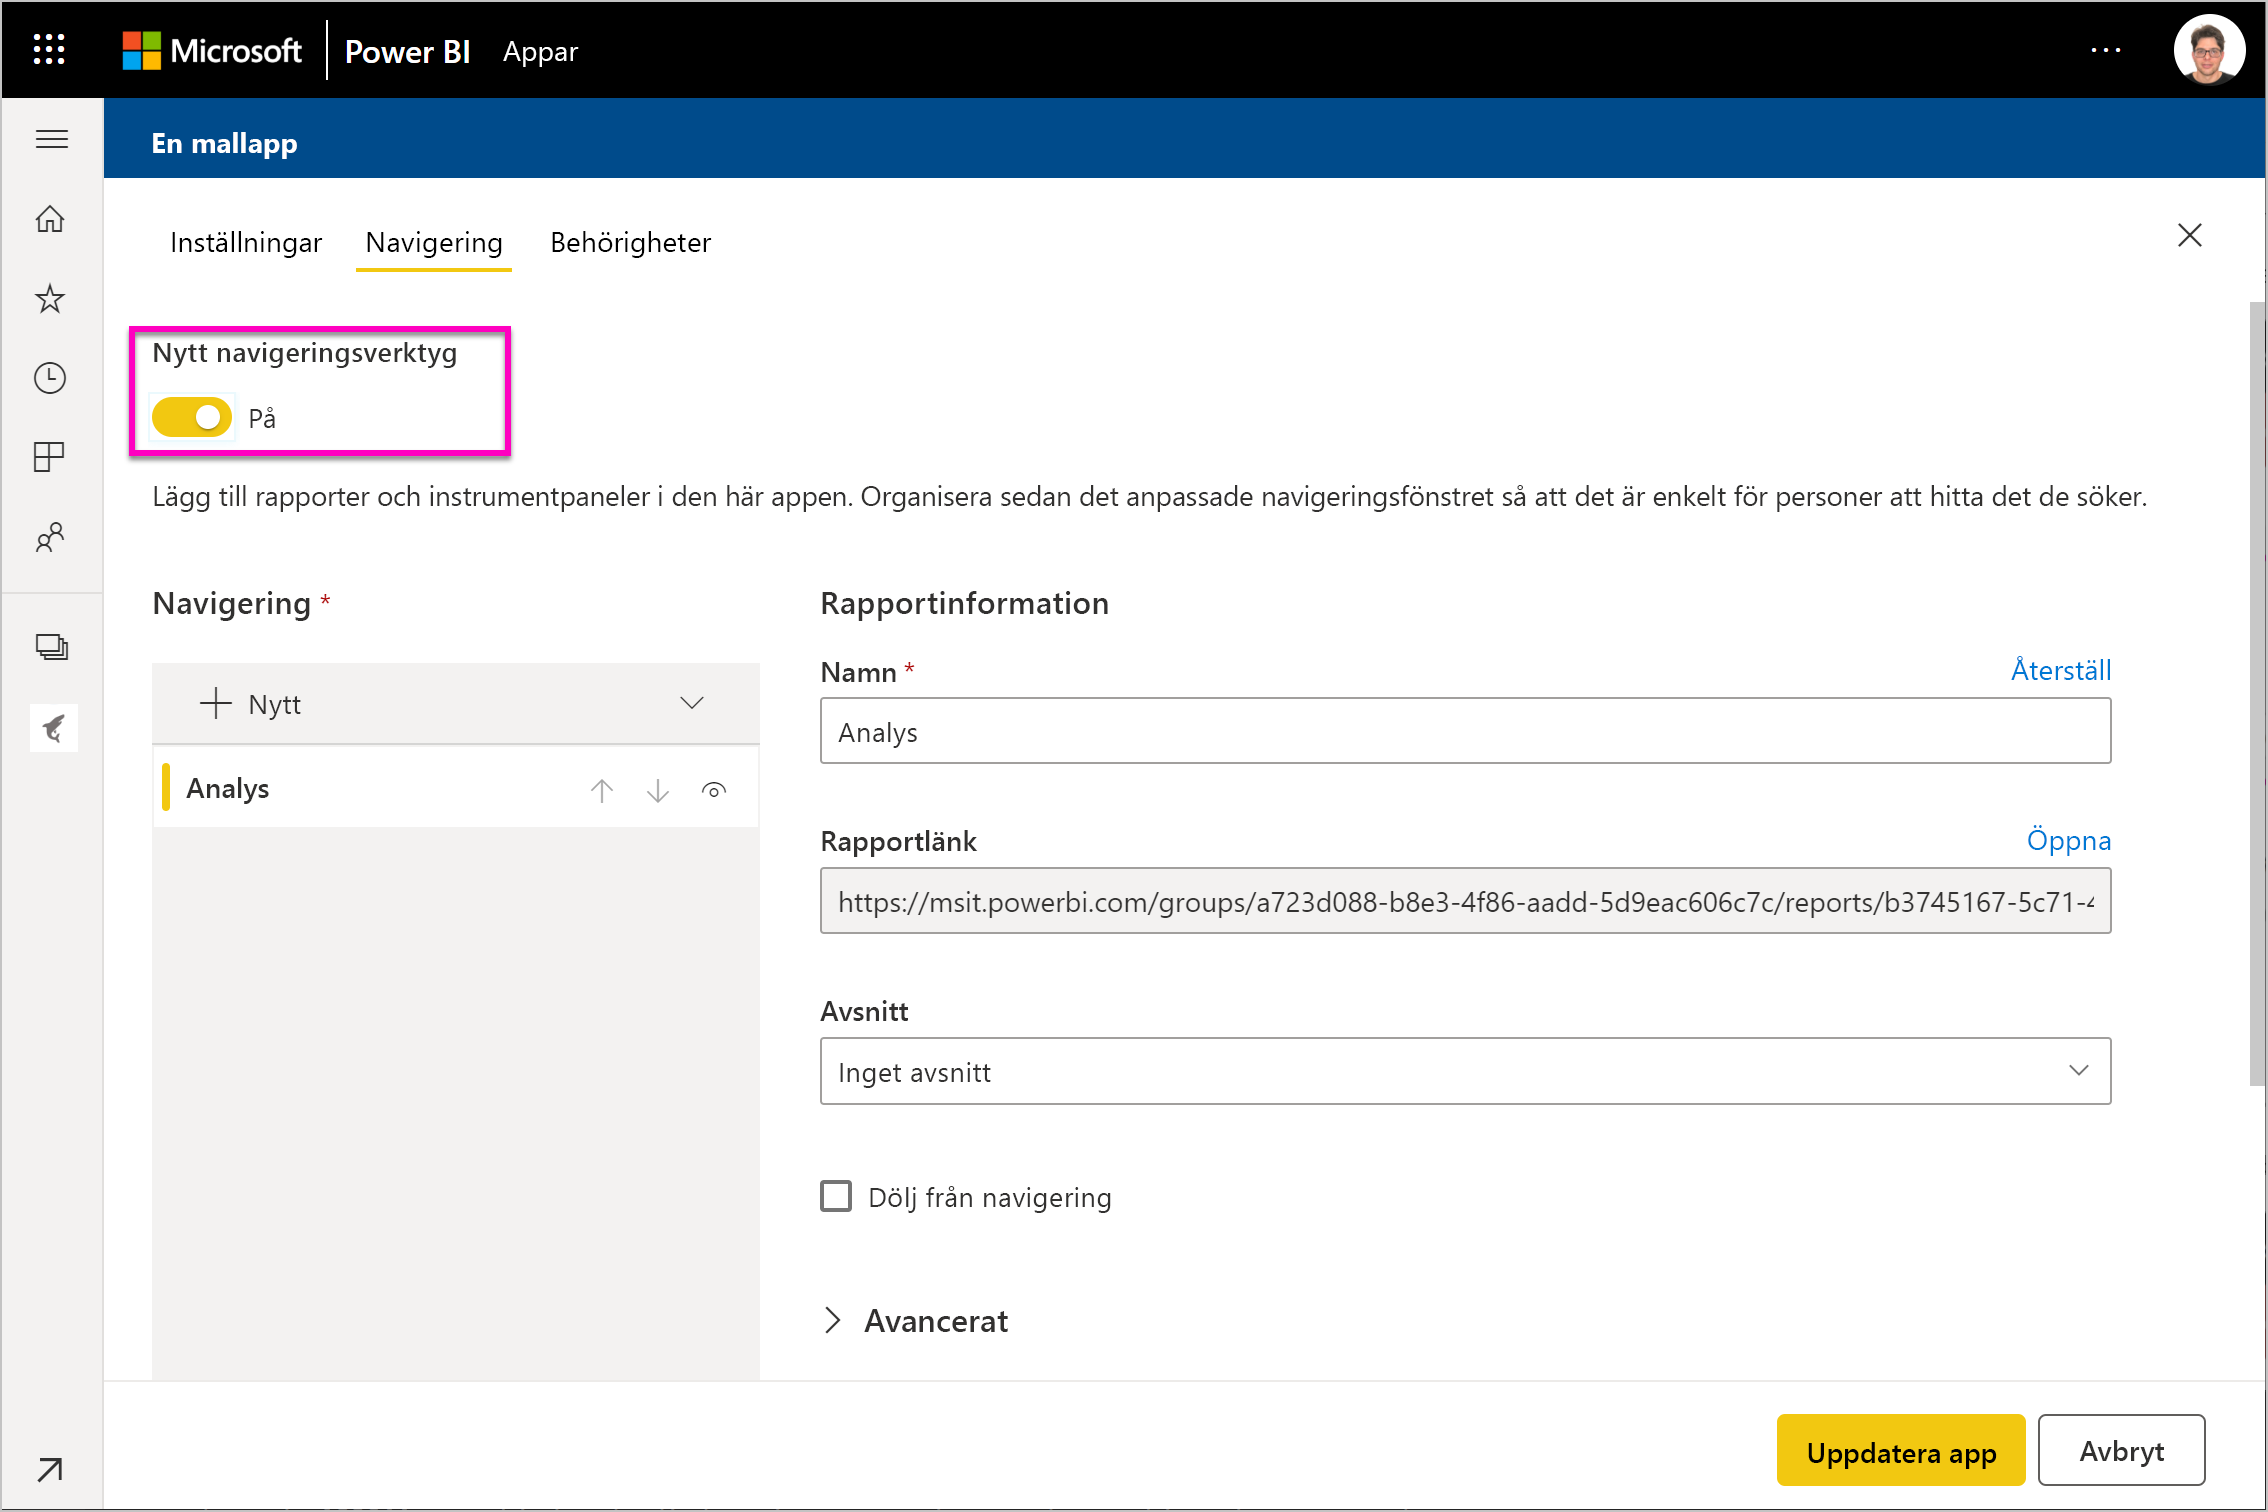 Microsoft Power BI Appar
En mallapp
Inställningar Navigering Behörigheter
Nytt navigeringsverktyg
På
Lägg till rapporter och instrumentpaneler i den här appen. Organisera sedan det anpassade navigeringsfönstret så att det är enkelt för personer att hitta det de söker.
Navigering *
Nytt
Analys
Rapportinformation
Namn * Återställ
Analys
Rapportlänk Öppna
https://msit.powerbi.com/groups/a723d088-b8e3-4f86-aadd-5d9eac606c7c/reports/b3745167-5c71-4
Avsnitt
Inget avsnitt
Dölj från navigering
Avancerat
Uppdatera app Avbryt